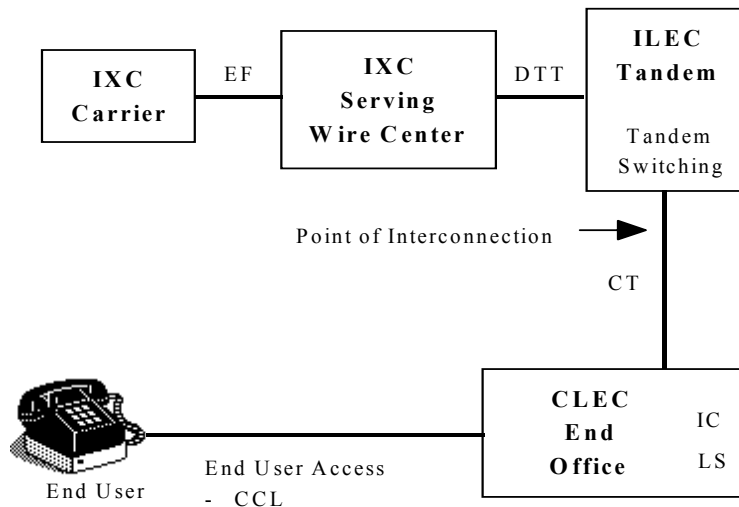 IXC
Carrier
EF
IXC
Serving
Wire Center
DTT
ILEC
Tandem
Tandem
Switching
Point of Interconnection
CT
CLEC
End
Office
IC
LS
End User
End User Access
- CCL